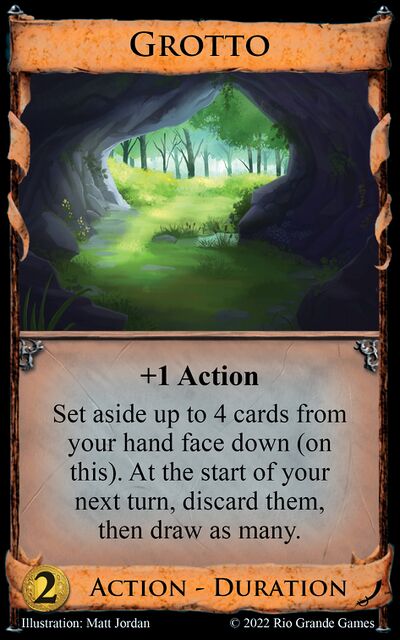 GROTTO
+1 Action
Set aside up to 4 cards from
your hand face down (on
this). At the start of your
next turn, discard them,
then draw as many.
2 ACTION - DURATION
Illustration: Matt Jordan © 2022 Rio Grande Games